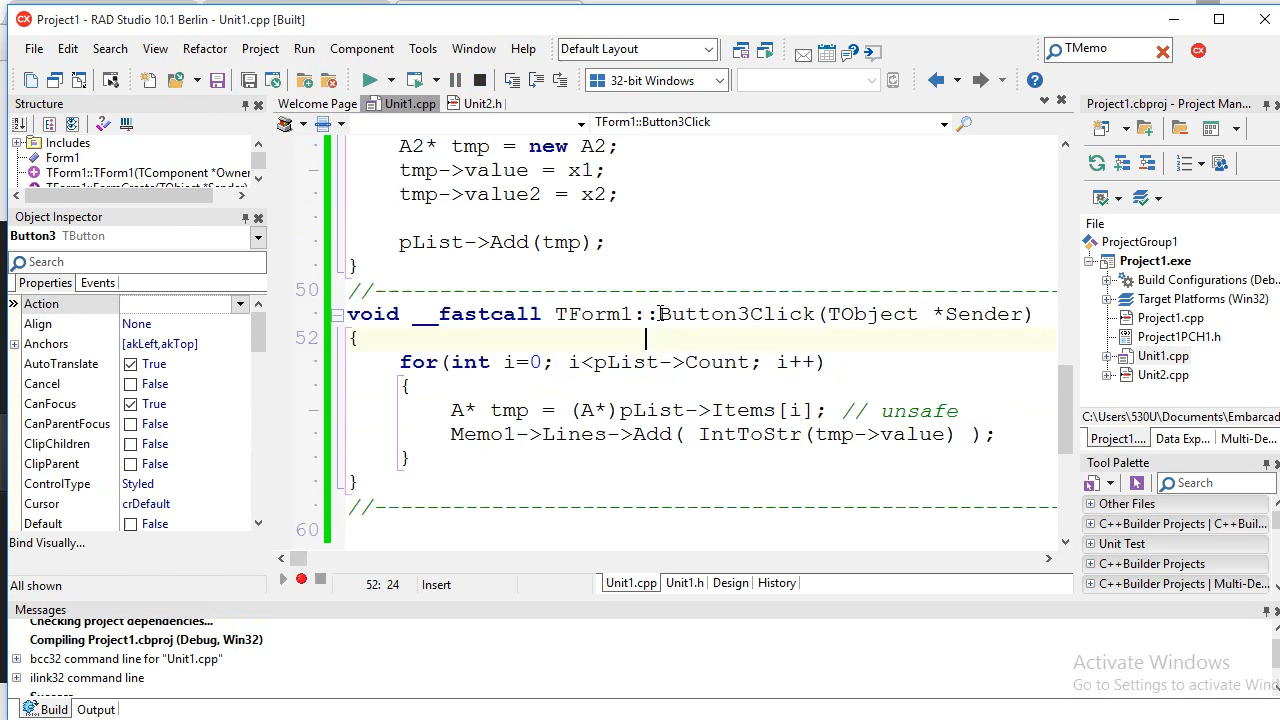 Project1 - RAD Studio 10.1 Berlin - Unit1.cpp [Built]
File Edit Search View Refactor Project Run Component Tools Window Help Default Layout TMemo
32-bit Windows
Structure
Includes
Form1
TForm1::TForm1(TComponent *Owne
Object Inspector
Button3 TButton
Search
Properties Events
Action
Align None
Anchors [akLeft,akTop]
AutoTranslate True
Cancel False
CanFocus True
CanParentFocus False
ClipChildren False
ClipParent False
ControlType Styled
Cursor crDefault
Default False
Bind Visually...
All shown
Welcome Page Unit1.cpp Unit2.h
TForm1::Button3Click
A2* tmp = new A2;
tmp->value = x1;
tmp->value2 = x2;
pList->Add(tmp);
}
50 //--------------------------------------------------
void __fastcall TForm1::Button3Click(TObject *Sender)
52 {
for(int i=0; i<pList->Count; i++)
{
A* tmp = (A*)pList->Items[i]; // unsafe
Memo1->Lines->Add( IntToStr(tmp->value) );
}
}
//--------------------------------------------------
60
52: 24 Insert Unit1.cpp Unit1.h Design History
Project1.cbproj - Project Man...
File
ProjectGroup1
Project1.exe
Build Configurations (Debu
Target Platforms (Win32)
Project1.cpp
Project1PCH1.h
Unit1.cpp
Unit2.cpp
C:\Users\530U\Documents\Embarcad
Project1.... Data Exp... Multi-De...
Tool Palette
Search
Other Files
C++Builder Projects | C++Buil...
Unit Test
C++Builder Projects
C++Builder Projects | Multi-De...
Messages
Checking project dependencies...
Compiling Project1.cbproj (Debug, Win32)
bcc32 command line for "Unit1.cpp"
ilink32 command line
Success
Build Output
Activate Windows
Go to Settings to activate Win